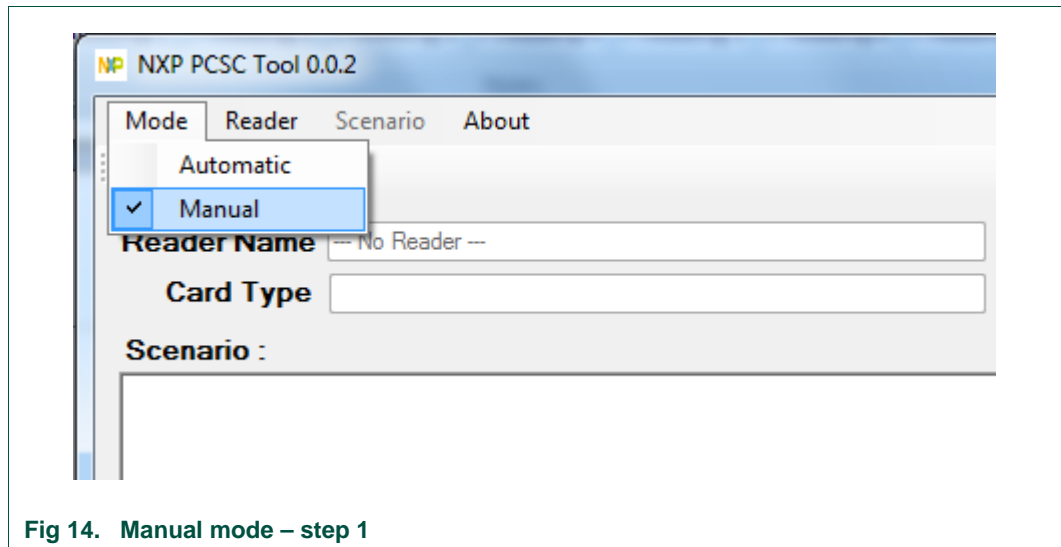 NXP PCSC Tool 0.0.2
Mode Reader Scenario About
Automatic
Manual
Reader Name --- No Reader ---
Card Type
Scenario :
Fig 14. Manual mode – step 1